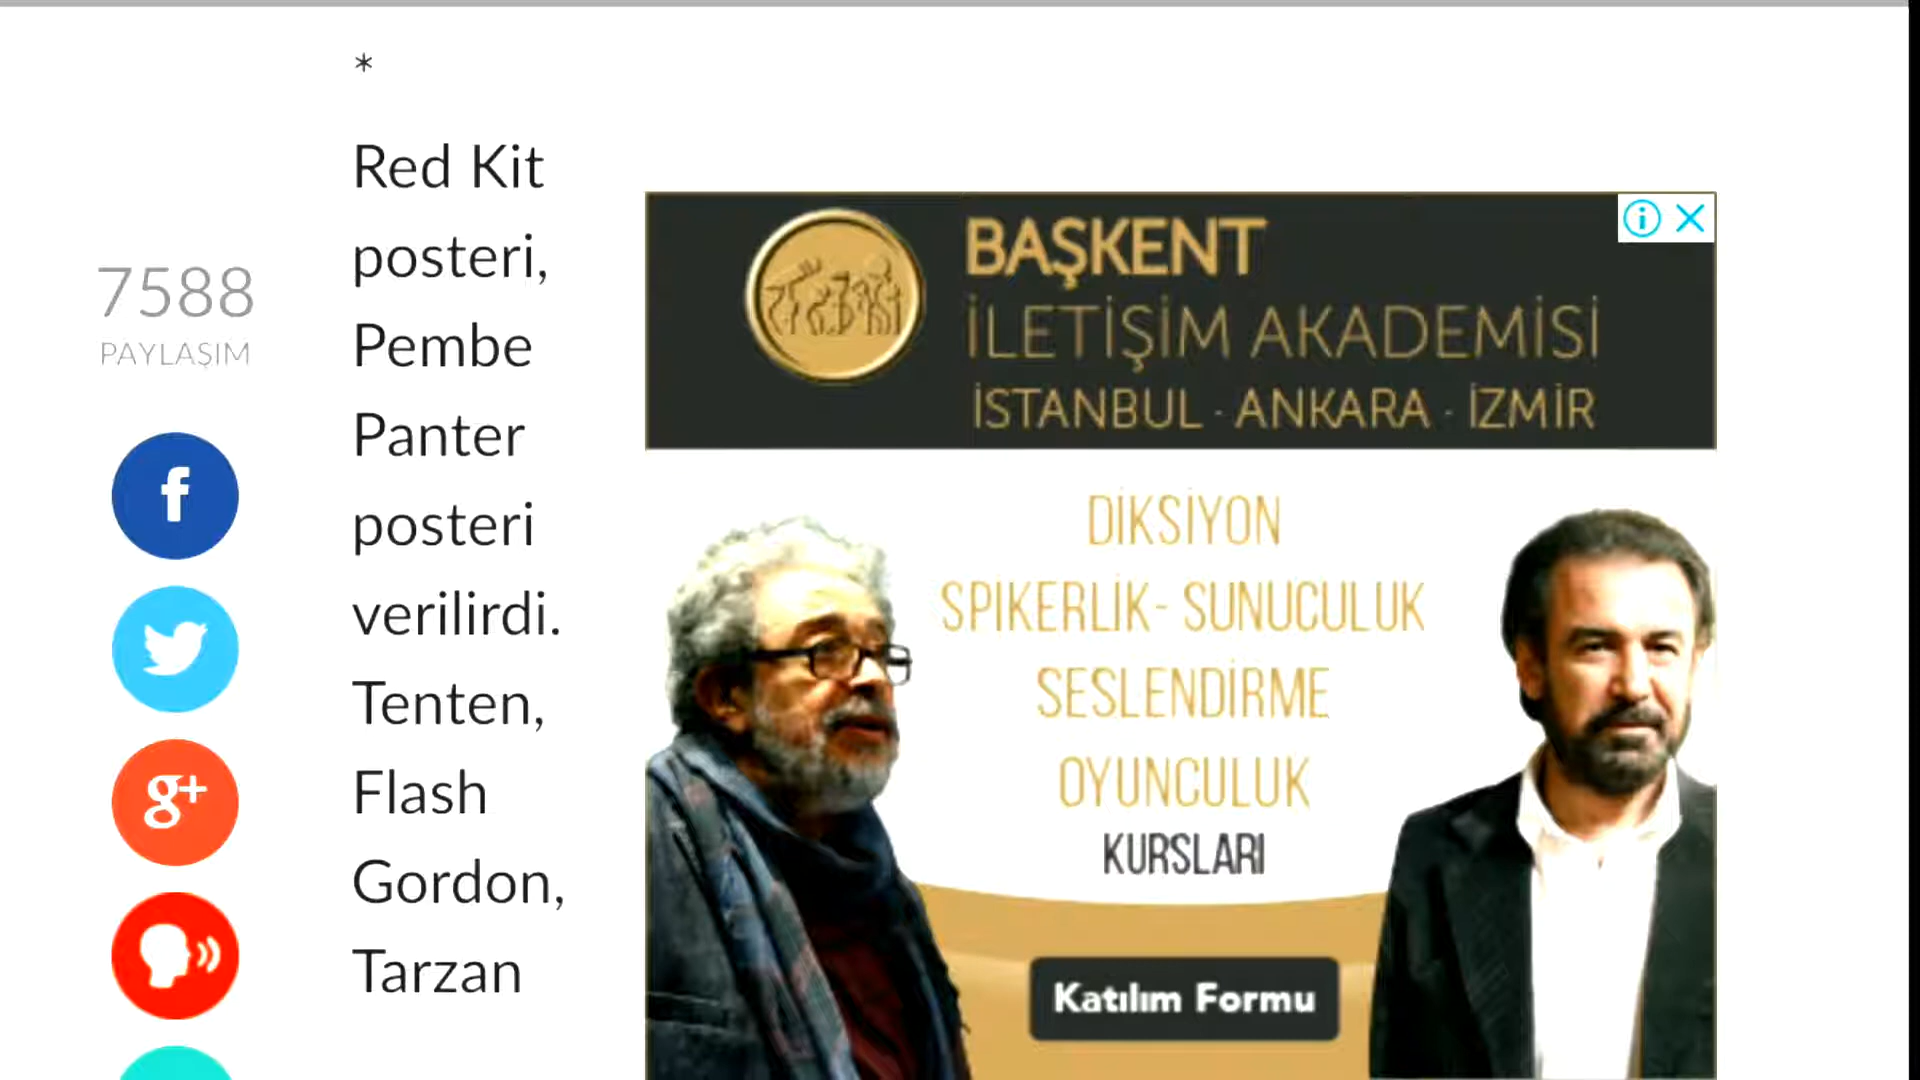 *
Red Kit
posteri,
Pembe
Panter
posteri
verilirdi.
Tenten,
Flash
Gordon,
Tarzan
7588
PAYLAŞIM
f
g+
BAŞKENT
İLETİŞİM AKADEMİSİ
İSTANBUL · ANKARA · İZMİR
DİKSİYON
SPİKERLİK- SUNUCULUK
SESLENDİRME
OYUNCULUK
KURSLARI
Katılım Formu